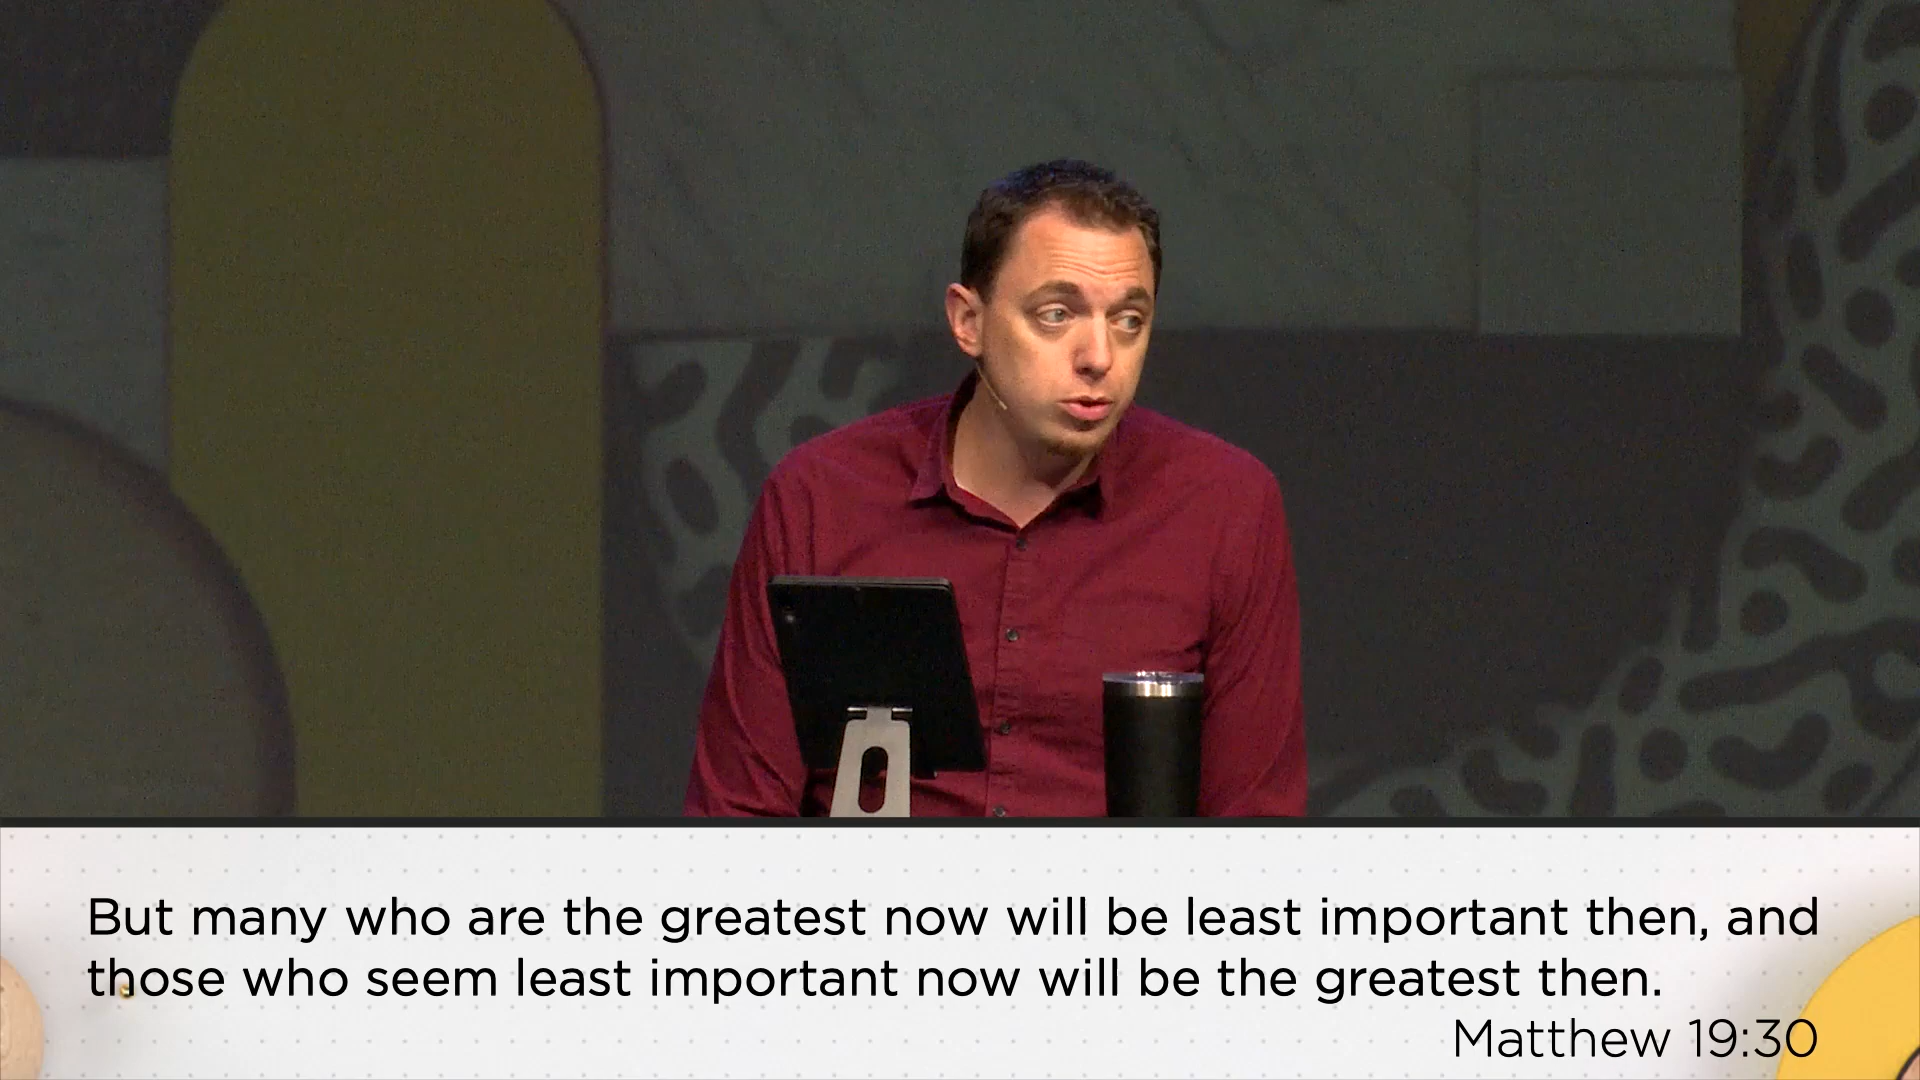 But many who are the greatest now will be least important then, and
those who seem least important now will be the greatest then.
Matthew 19:30